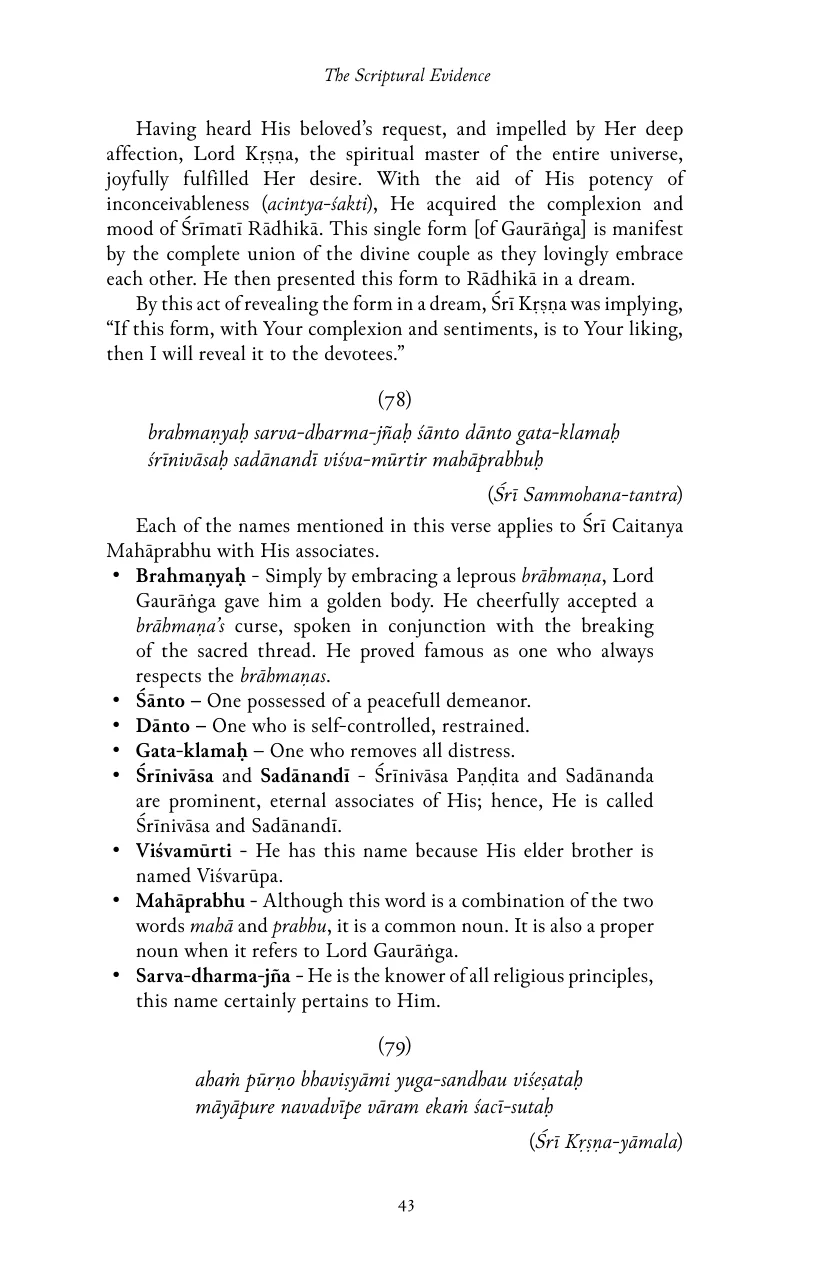 The Scriptural Evidence
Having heard His beloved’s request, and impelled by Her deep
affection, Lord Kṛṣṇa, the spiritual master of the entire universe,
joyfully fulfilled Her desire. With the aid of His potency of
inconceivableness (acintya-śakti), He acquired the complexion and
mood of Śrīmatī Rādhikā. This single form [of Gaurāṅga] is manifest
by the complete union of the divine couple as they lovingly embrace
each other. He then presented this form to Rādhikā in a dream.
By this act of revealing the form in a dream, Śrī Kṛṣṇa was implying,
“If this form, with Your complexion and sentiments, is to Your liking,
then I will reveal it to the devotees.”
(78)
brahmaṇyaḥ sarva-dharma-jñaḥ śānto dānto gata-klamaḥ
śrīnivāsaḥ sadānandī viśva-mūrtir mahāprabhuḥ
(Śrī Sammohana-tantra)
Each of the names mentioned in this verse applies to Śrī Caitanya
Mahāprabhu with His associates.
• Brahmaṇyaḥ - Simply by embracing a leprous brāhmaṇa, Lord
Gaurāṅga gave him a golden body. He cheerfully accepted a
brāhmaṇa’s curse, spoken in conjunction with the breaking
of the sacred thread. He proved famous as one who always
respects the brāhmaṇas.
• Śānto – One possessed of a peacefull demeanor.
• Dānto – One who is self-controlled, restrained.
• Gata-klamaḥ – One who removes all distress.
• Śrīnivāsa and Sadānandī - Śrīnivāsa Paṇḍita and Sadānanda
are prominent, eternal associates of His; hence, He is called
Śrīnivāsa and Sadānandī.
• Viśvamūrti - He has this name because His elder brother is
named Viśvarūpa.
• Mahāprabhu - Although this word is a combination of the two
words mahā and prabhu, it is a common noun. It is also a proper
noun when it refers to Lord Gaurāṅga.
• Sarva-dharma-jña - He is the knower of all religious principles,
this name certainly pertains to Him.
(79)
ahaṁ pūrṇo bhaviṣyāmi yuga-sandhau viśeṣataḥ
māyāpure navadvīpe vāram ekaṁ śacī-sutaḥ
(Śrī Kṛṣṇa-yāmala)
43